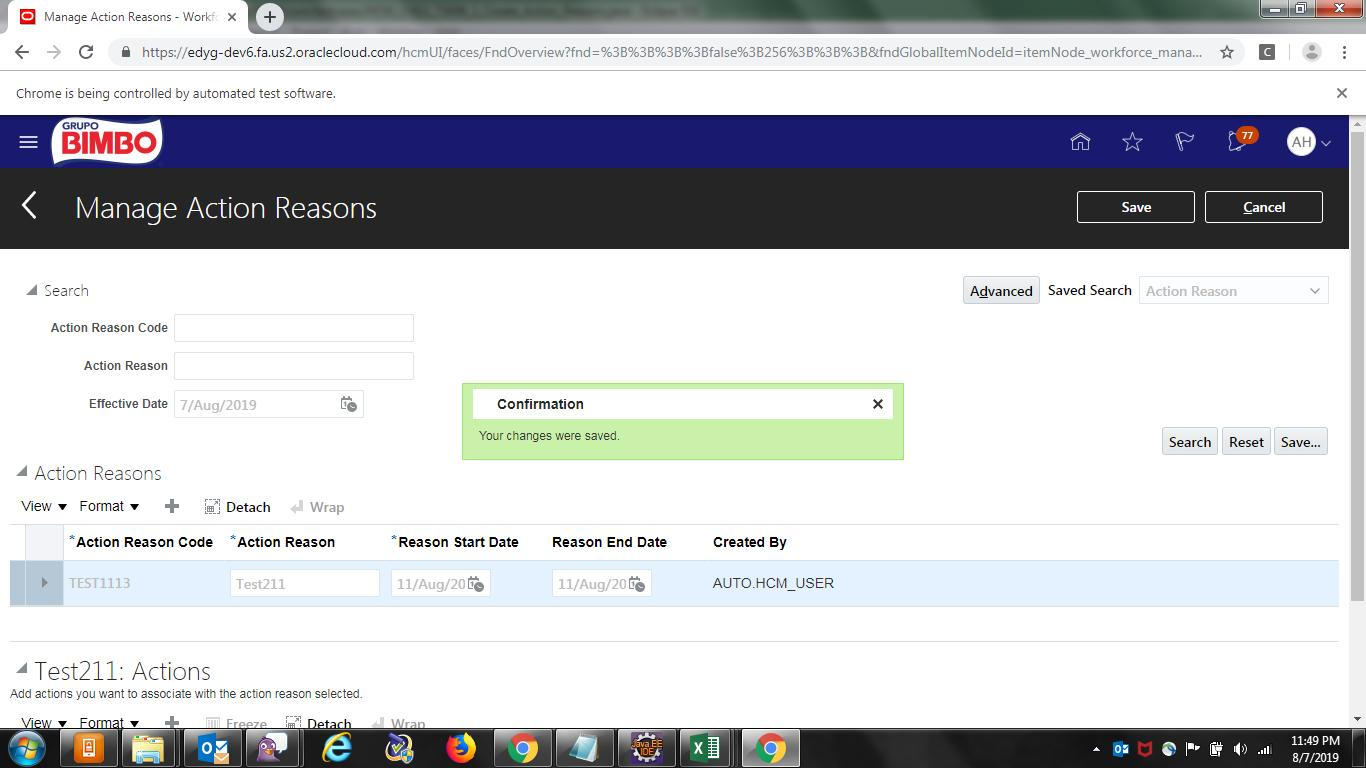 Manage Action Reasons - Workfo
https://edyg-dev6.fa.us2.oraclecloud.com/hcmUI/faces/FndOverview?fnd=%3B%3B%3B%3Bfalse%3B256%3B%3B%3B&fndGlobalItemNodeId=itemNode_workforce_mana...
C
Chrome is being controlled by automated test software.
GRUPO
BIMBO
77
AH
Manage Action Reasons
Save
Cancel
Search
Advanced
Saved Search
Action Reason
Action Reason Code
Action Reason
Effective Date
7/Aug/2019
Confirmation
Your changes were saved.
Search
Reset
Save...
Action Reasons
View Format Detach Wrap
*Action Reason Code *Action Reason *Reason Start Date Reason End Date Created By
TEST1113 Test211 11/Aug/20 11/Aug/20 AUTO.HCM_USER
Test211: Actions
Add actions you want to associate with the action reason selected.
View Format Freeze Detach Wrap
Java EE
IDE
11:49 PM
8/7/2019